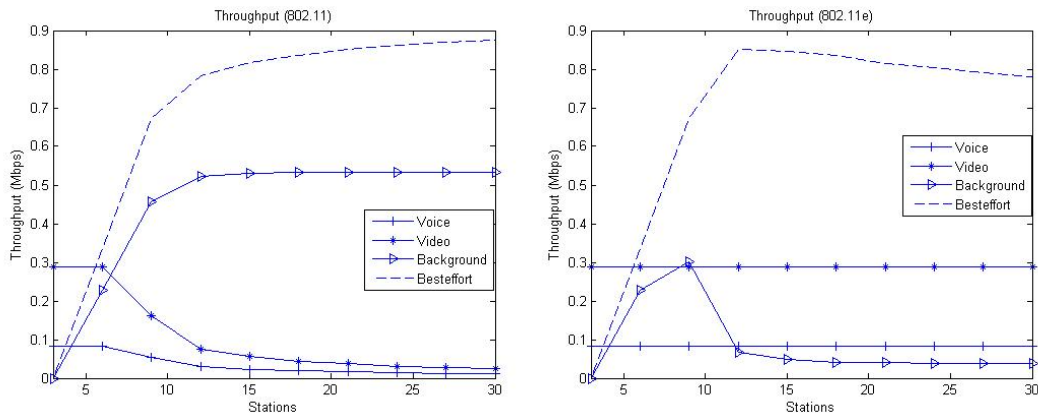 Throughput (802.11)
Throughput (Mbps)
0.9
0.8
0.7
0.6
0.5
0.4
0.3
0.2
0.1
0
5
10
15
20
25
30
Stations
Voice
Video
Background
Besteffort
Throughput (802.11e)
Throughput (Mbps)
0.9
0.8
0.7
0.6
0.5
0.4
0.3
0.2
0.1
0
5
10
15
20
25
30
Stations
Voice
Video
Background
Besteffort